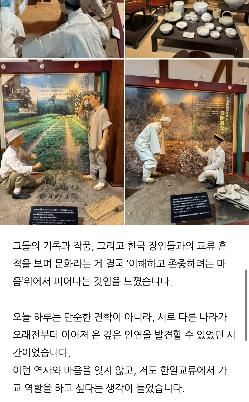 그들의 기록과 작품, 그리고 한국 장인들과의 교류 흔
적을 보며 문화라는 게 결국 '이해하고 존중하려는 마
음'위에서 피어나는 것임을 느꼈습니다.
오늘 하루는 단순한 견학이 아니라, 서로 다른 나라가
오래전부터 이어져 온 깊은 인연을 발견할 수 있었던 시
간이었습니다.
이런 역사와 마음을 잊지 않고, 저도 한일교류에서 가
교 역할을 하고 싶다는 생각이 들었습니다.